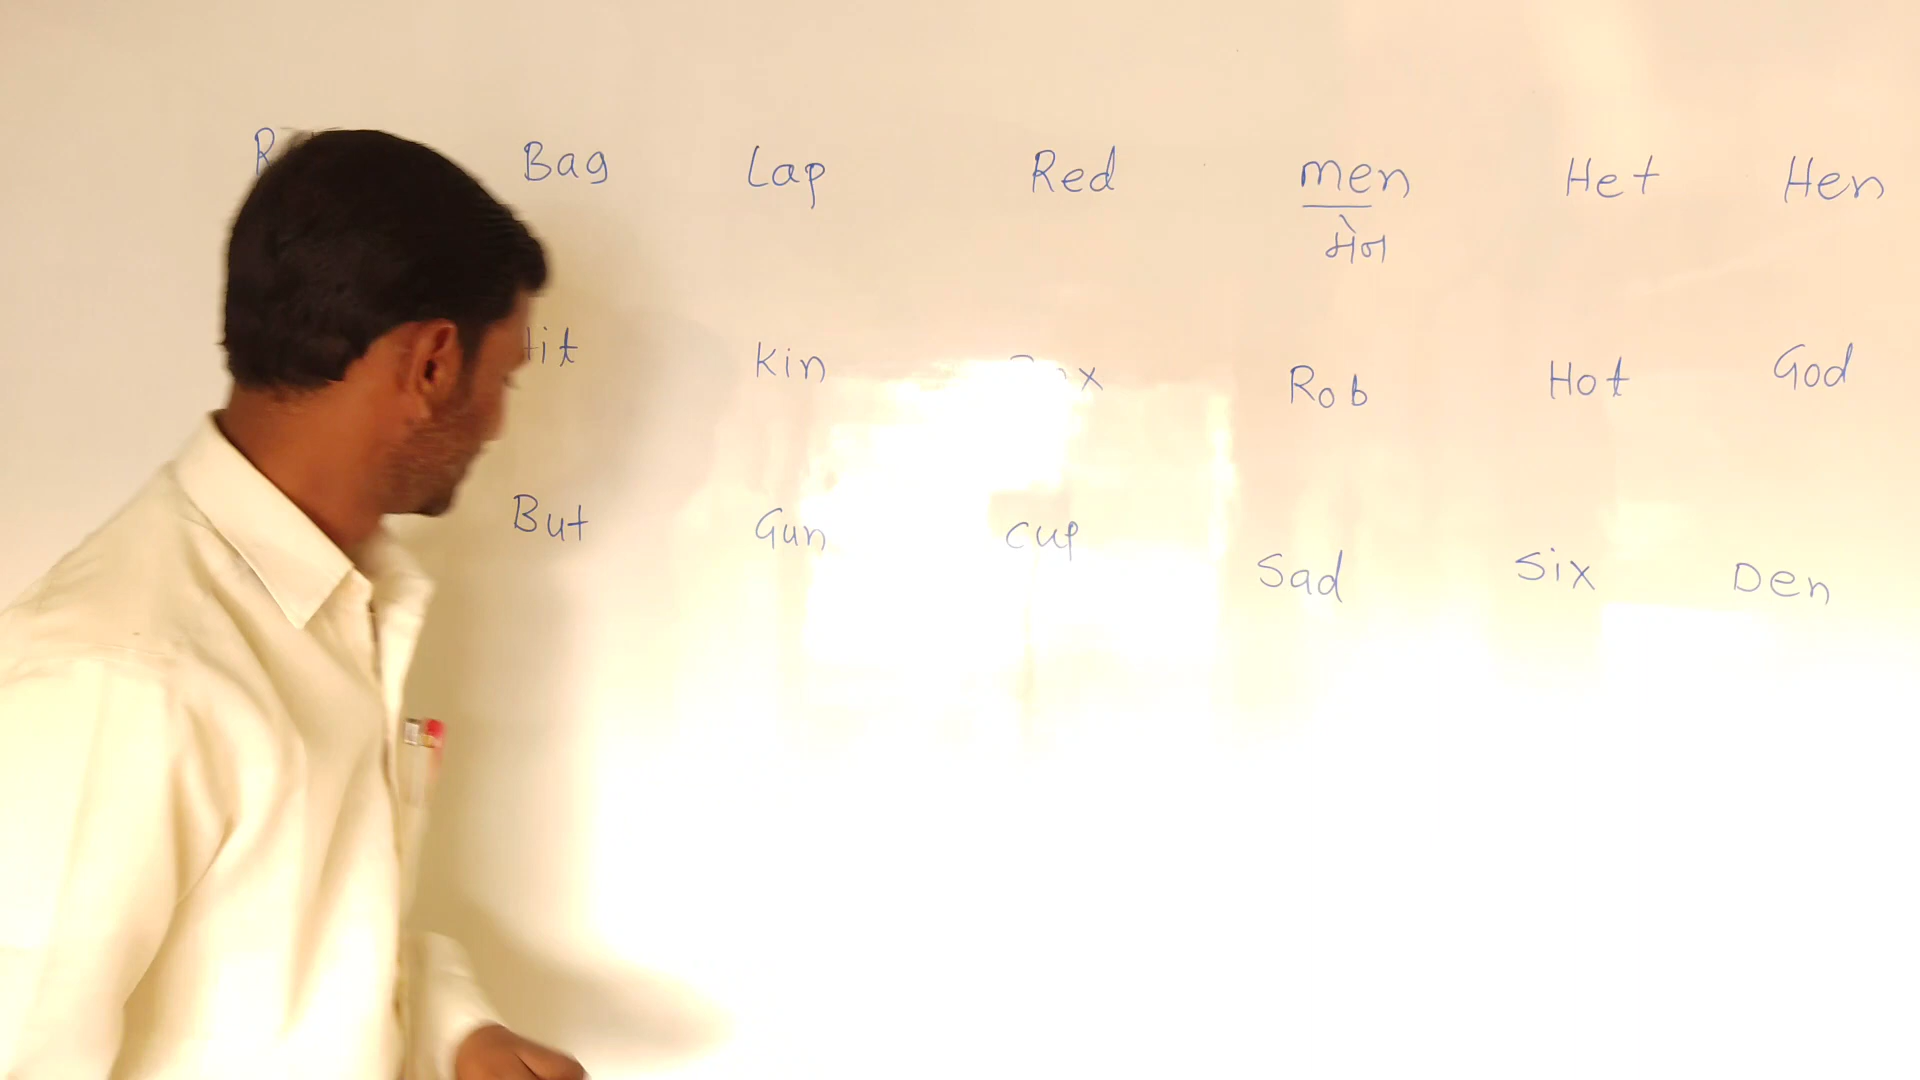 Bag Lap Red men Het Hen
મેન
Kin Rob Hot God
But Gun Cup Sad Six Den